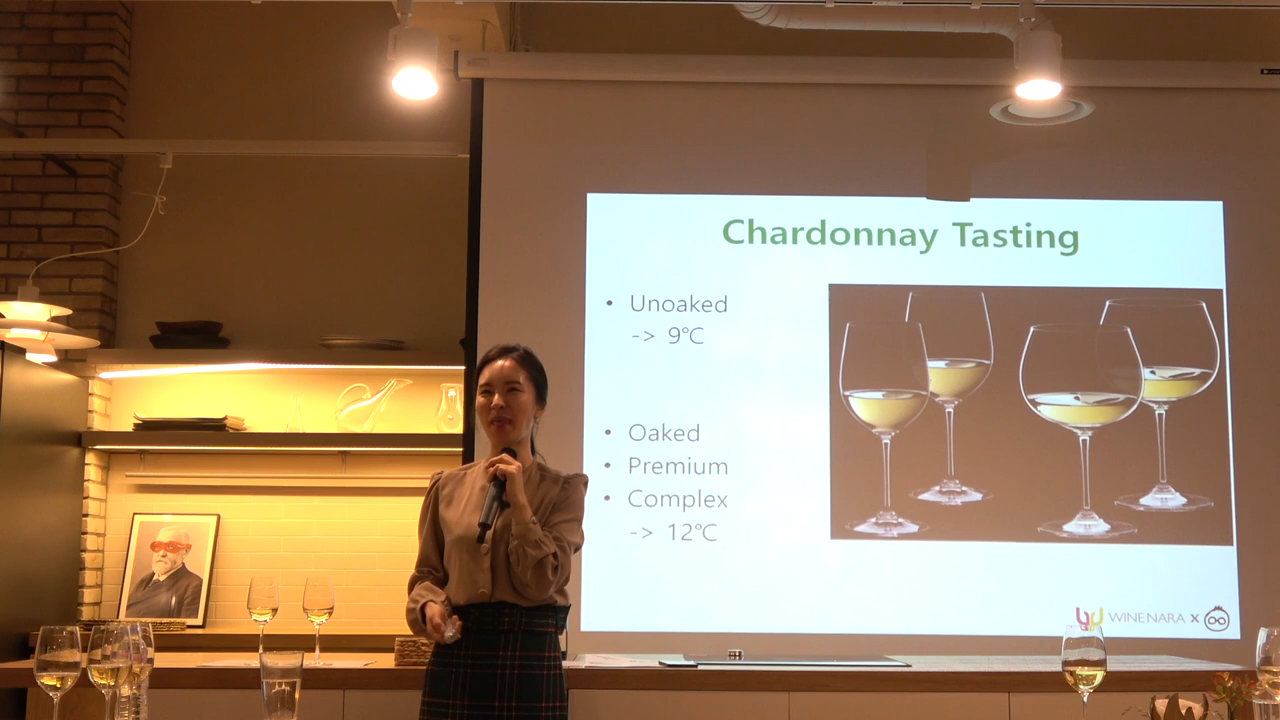 Chardonnay Tasting
• Unoaked
-> 9℃
• Oaked
• Premium
• Complex
-> 12℃
WINENARA X